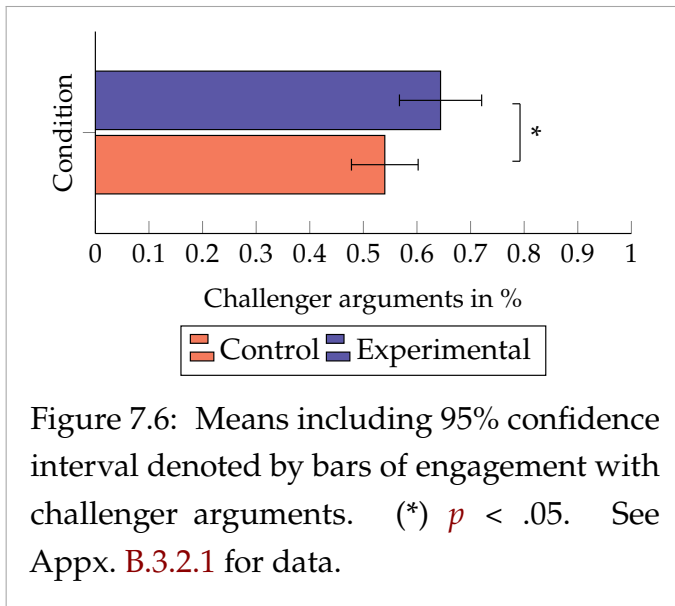 Condition
*
0 0.1 0.2 0.3 0.4 0.5 0.6 0.7 0.8 0.9 1
Challenger arguments in %
Control Experimental
Figure 7.6: Means including 95% confidence
interval denoted by bars of engagement with
challenger arguments. (*) p < .05. See
Appx. B.3.2.1 for data.